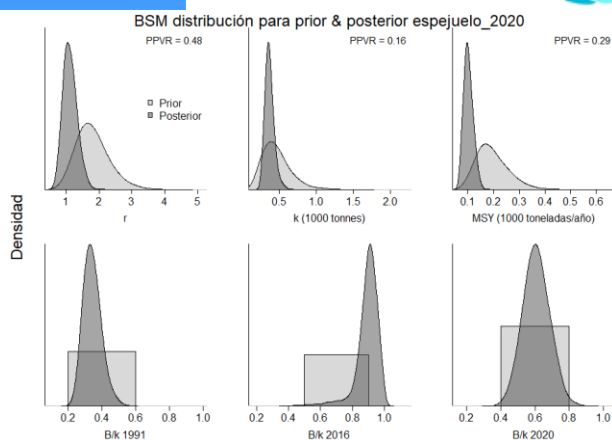 BSM distribución para prior & posterior espejuelo_2020
PPVR = 0.48
PPVR = 0.16
PPVR = 0.29
Prior
Posterior
1 2 3 4 5
r
0.5 1.0 1.5 2.0
k (1000 tonnes)
0.1 0.2 0.3 0.4 0.5 0.6
MSY (1000 toneladas/año)
Densidad
0.2 0.4 0.6 0.8 1.0
B/k 1991
0.2 0.4 0.6 0.8 1.0
B/k 2016
0.2 0.4 0.6 0.8 1.0
B/k 2020